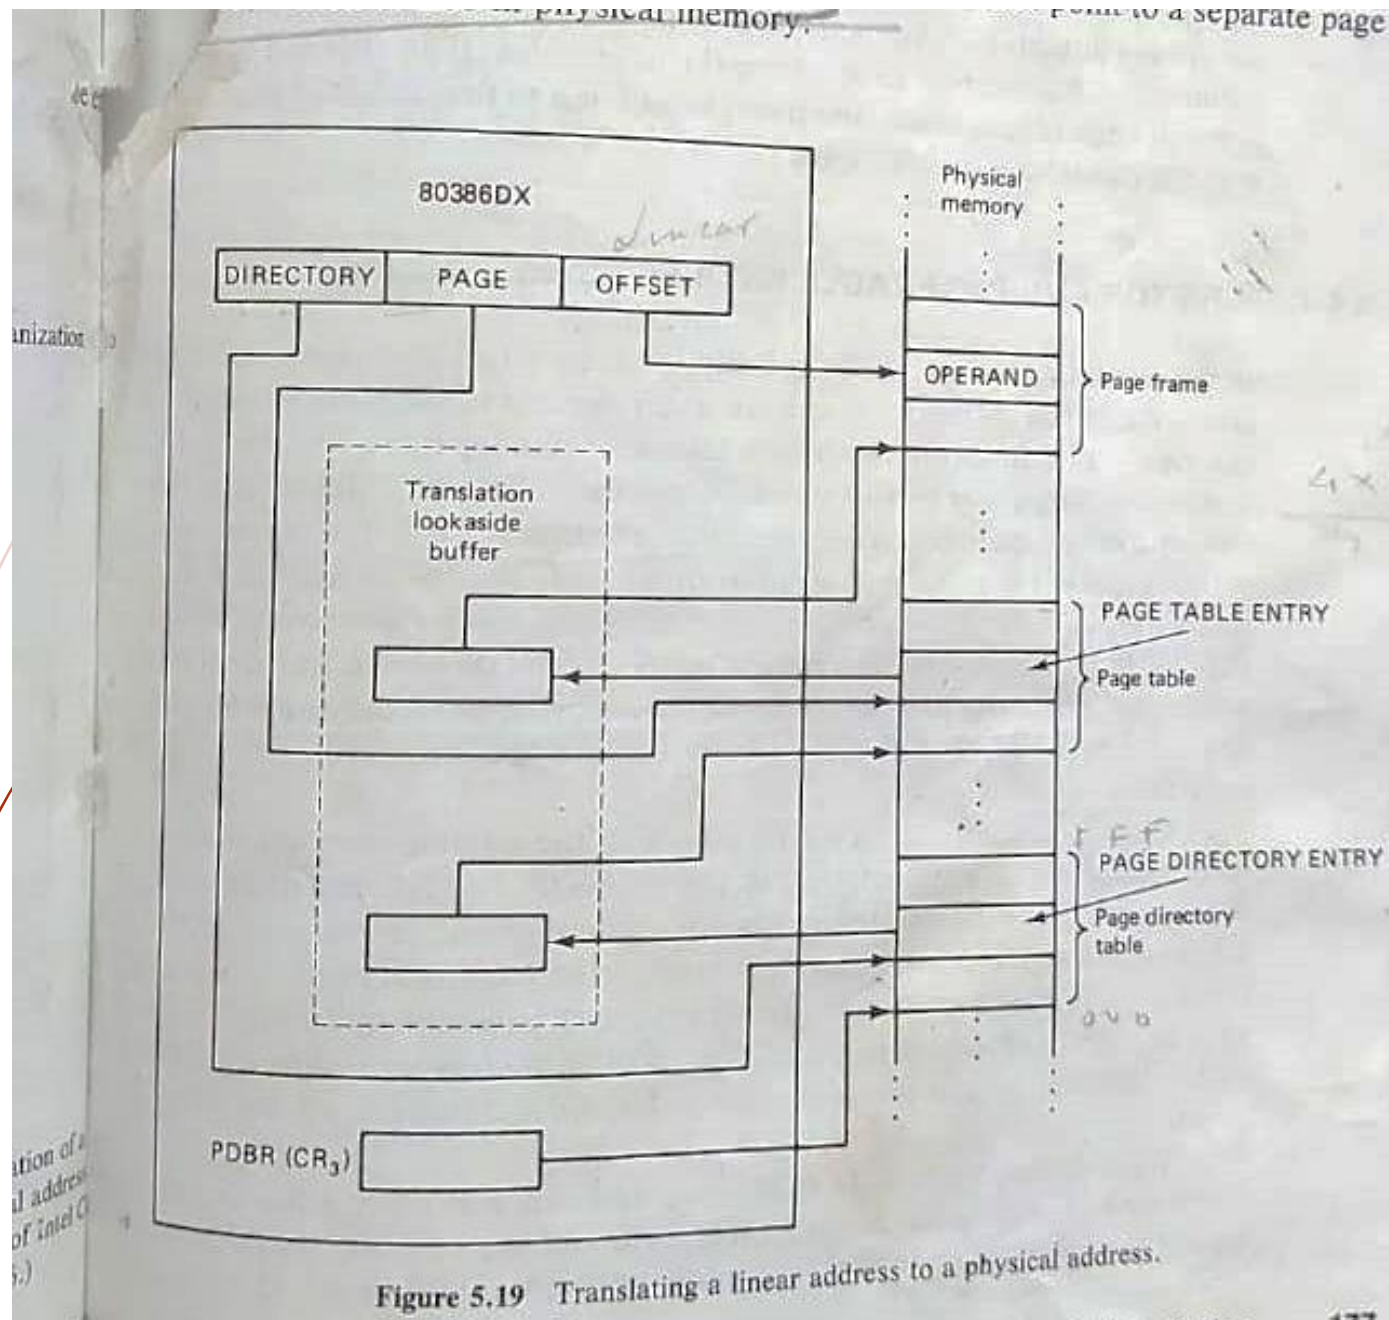 physical memory.
point to a separate page
80386DX
Linear
DIRECTORY PAGE OFFSET
Physical
memory
OPERAND
Page frame
Translation
lookaside
buffer
PAGE TABLE ENTRY
Page table
PAGE DIRECTORY ENTRY
Page directory
table
PDBR (CR₃)
Figure 5.19 Translating a linear address to a physical address.
177